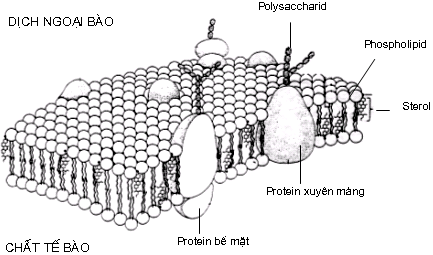 Polysaccharid
DỊCH NGOẠI BÀO
Phospholipid
Sterol
Protein xuyên màng
Protein bề mặt
CHẤT TẾ BÀO